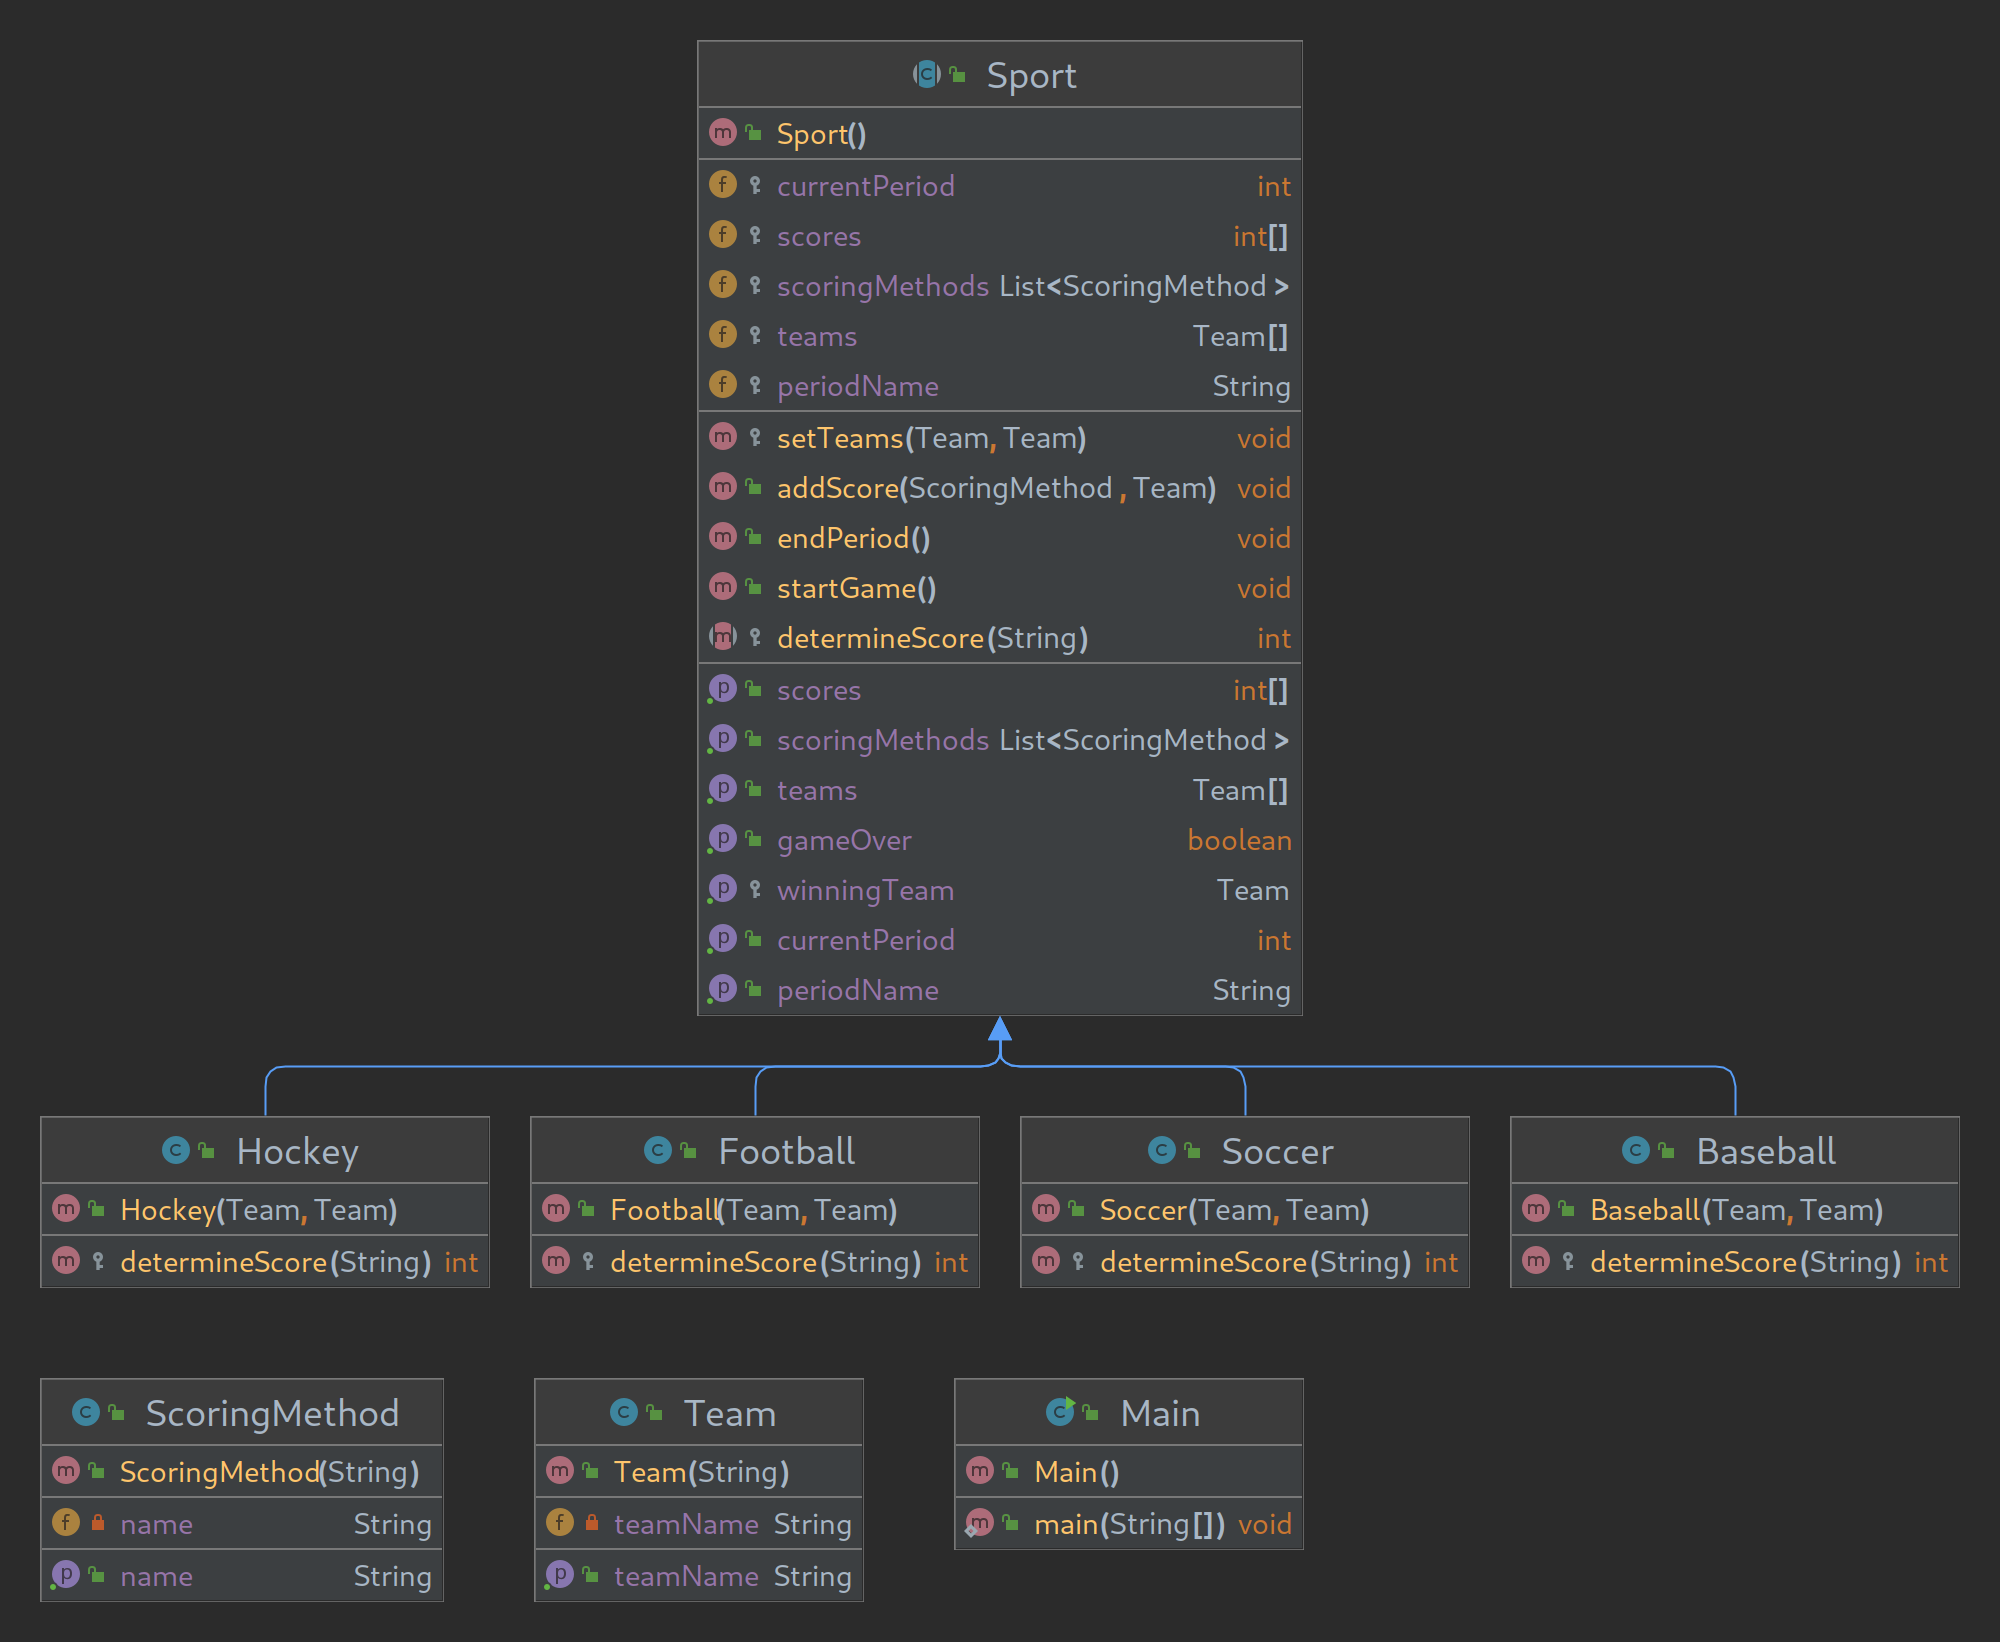 Sport
Sport()
currentPeriod int
scores int[]
scoringMethods List<ScoringMethod>
teams Team[]
periodName String
setTeams(Team, Team) void
addScore(ScoringMethod, Team) void
endPeriod() void
startGame() void
determineScore(String) int
scores int[]
scoringMethods List<ScoringMethod>
teams Team[]
gameOver boolean
winningTeam Team
currentPeriod int
periodName String
Hockey
Hockey(Team, Team)
determineScore(String) int
Football
Football(Team, Team)
determineScore(String) int
Soccer
Soccer(Team, Team)
determineScore(String) int
Baseball
Baseball(Team, Team)
determineScore(String) int
ScoringMethod
ScoringMethod(String)
name String
name String
Team
Team(String)
teamName String
teamName String
Main
Main()
main(String[]) void